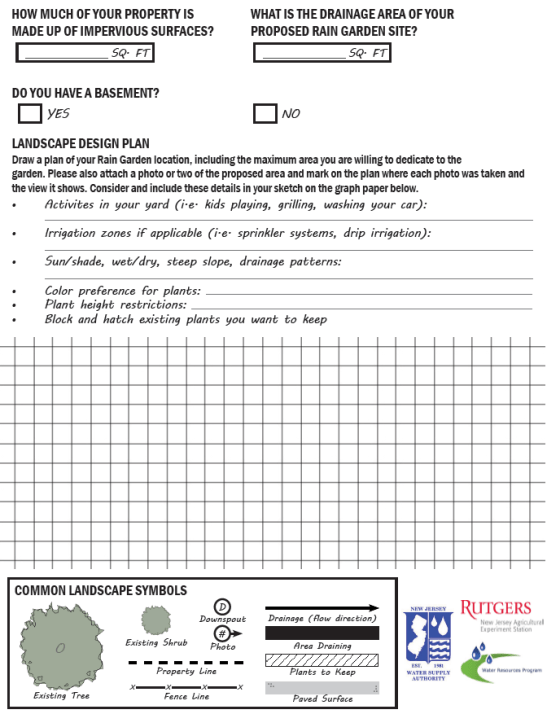 HOW MUCH OF YOUR PROPERTY IS
MADE UP OF IMPERVIOUS SURFACES?
SQ. FT
WHAT IS THE DRAINAGE AREA OF YOUR
PROPOSED RAIN GARDEN SITE?
SQ. FT
DO YOU HAVE A BASEMENT?
YES
NO
LANDSCAPE DESIGN PLAN
Draw a plan of your Rain Garden location, including the maximum area you are willing to dedicate to the
garden. Please also attach a photo or two of the proposed area and mark on the plan where each photo was taken and
the view it shows. Consider and include these details in your sketch on the graph paper below.
• Activites in your yard (i.e. kids playing, grilling, washing your car):
• Irrigation zones if applicable (i.e. sprinkler systems, drip irrigation):
• Sun/shade, wet/dry, steep slope, drainage patterns:
• Color preference for plants:
• Plant height restrictions:
• Block and hatch existing plants you want to keep
COMMON LANDSCAPE SYMBOLS
Existing Tree
Existing Shrub
D
Downspout
#
Photo
Property Line
x x x x
Fence Line
Drainage (flow direction)
Area Draining
Plants to Keep
Paved Surface
NEW JERSEY
EST. 1981
WATER SUPPLY
AUTHORITY
RUTGERS
New Jersey Agricultural
Experiment Station
Water Resources Program